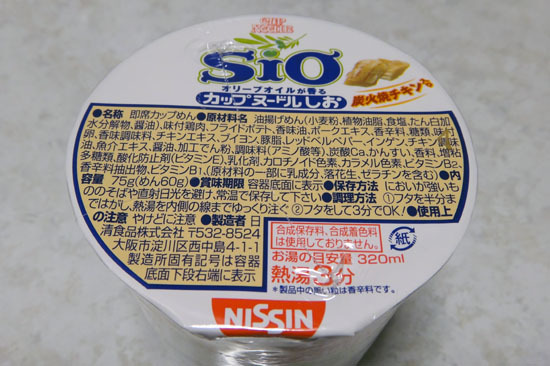 CUP NOODLE
SIO
オリーブオイルが香る
カップヌードルしお
炭火焼チキン
●名称 即席カップめん●原材料名 油揚げめん(小麦粉、植物油脂、食塩、たん白加
水分解物、醤油)、味付鶏肉、フライドポテト、香味油、ポークエキス、香辛料、糖類、味付
卵、香味調味料、チキンエキス、アイヨン、豚脂、レッドベルペパー、インゲン、チキン調味
油、魚介エキス、醤油、加工でん粉、調味料(アミノ酸等)、炭酸Ca、かんすい、香料、増粘
多糖類、酸化防止剤(ビタミンE)、乳化剤、カロチノイド色素、カラメル色素、ビタミンB2、
香辛料抽出物、ビタミンB1、(原材料の一部に乳成分、落花生、ゼラチンを含む)●内
容量 75g(めん60g)●賞味期限 容器底面に表示●保存方法 においが強いも
ののそばや直射日光を避け、常温で保存して下さい●調理方法 ①フタを半分ま
ではがし、熱湯を内側の線までゆっくり注ぐ ②フタをして3分でOK!●使用上
の注意 やけどに注意 ●製造者 日
清食品株式会社 〒532-8524
大阪市淀川区西中島4-1-1
製造所固有記号は容器
底面下段右端に表示
合成保存料、合成着色料
は使用しておりません。
紙
お湯の目安量 320ml
熱湯3分
*製品中の黒い粒は香辛料です。
NISSIN